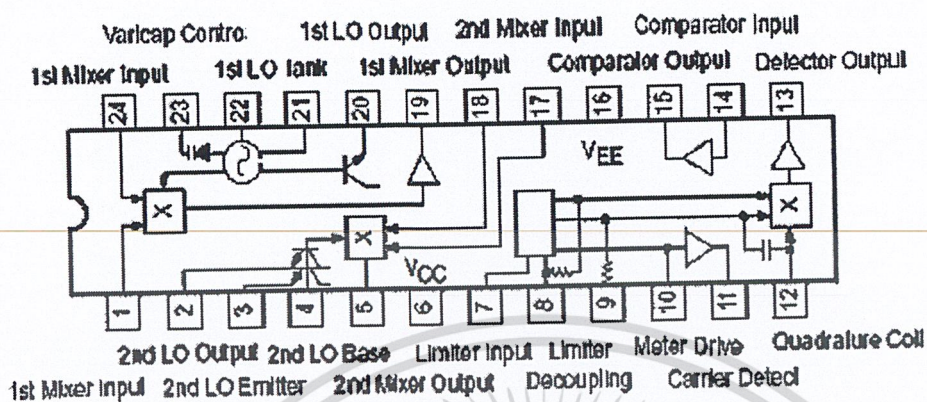 Varicap Contro. 1st LO Output 2nd Mixer Input Comparator Input
1st Mixer Input 1st LO Tank 1st Mixer Output Comparator Output Detector Output
24 23 22 21 20 19 18 17 16 15 14 13
VEE
X
X
X
VCC
1 2 3 4 5 6 7 8 9 10 11 12
2nd LO Output 2nd LO Base Limiter Input Limiter Meter Drive Quadrature Coil
1st Mixer Input 2nd LO Emitter 2nd Mixer Output Decoupling Carrier Detect